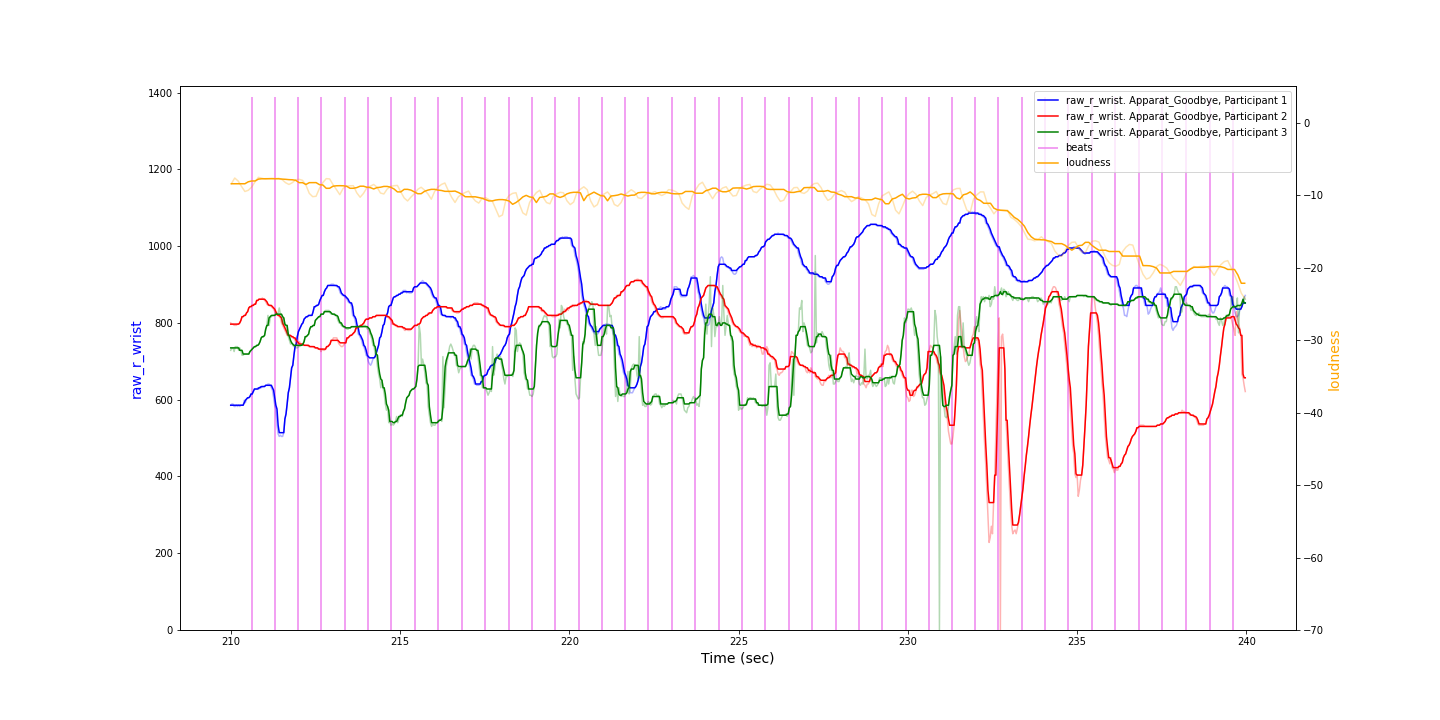 raw_r_wrist. Apparat_Goodbye, Participant 1
raw_r_wrist. Apparat_Goodbye, Participant 2
raw_r_wrist. Apparat_Goodbye, Participant 3
beats
loudness
1400
1200
1000
800
600
400
200
0
raw_r_wrist
0
−10
−20
−30
−40
−50
−60
−70
loudness
210 215 220 225 230 235 240
Time (sec)